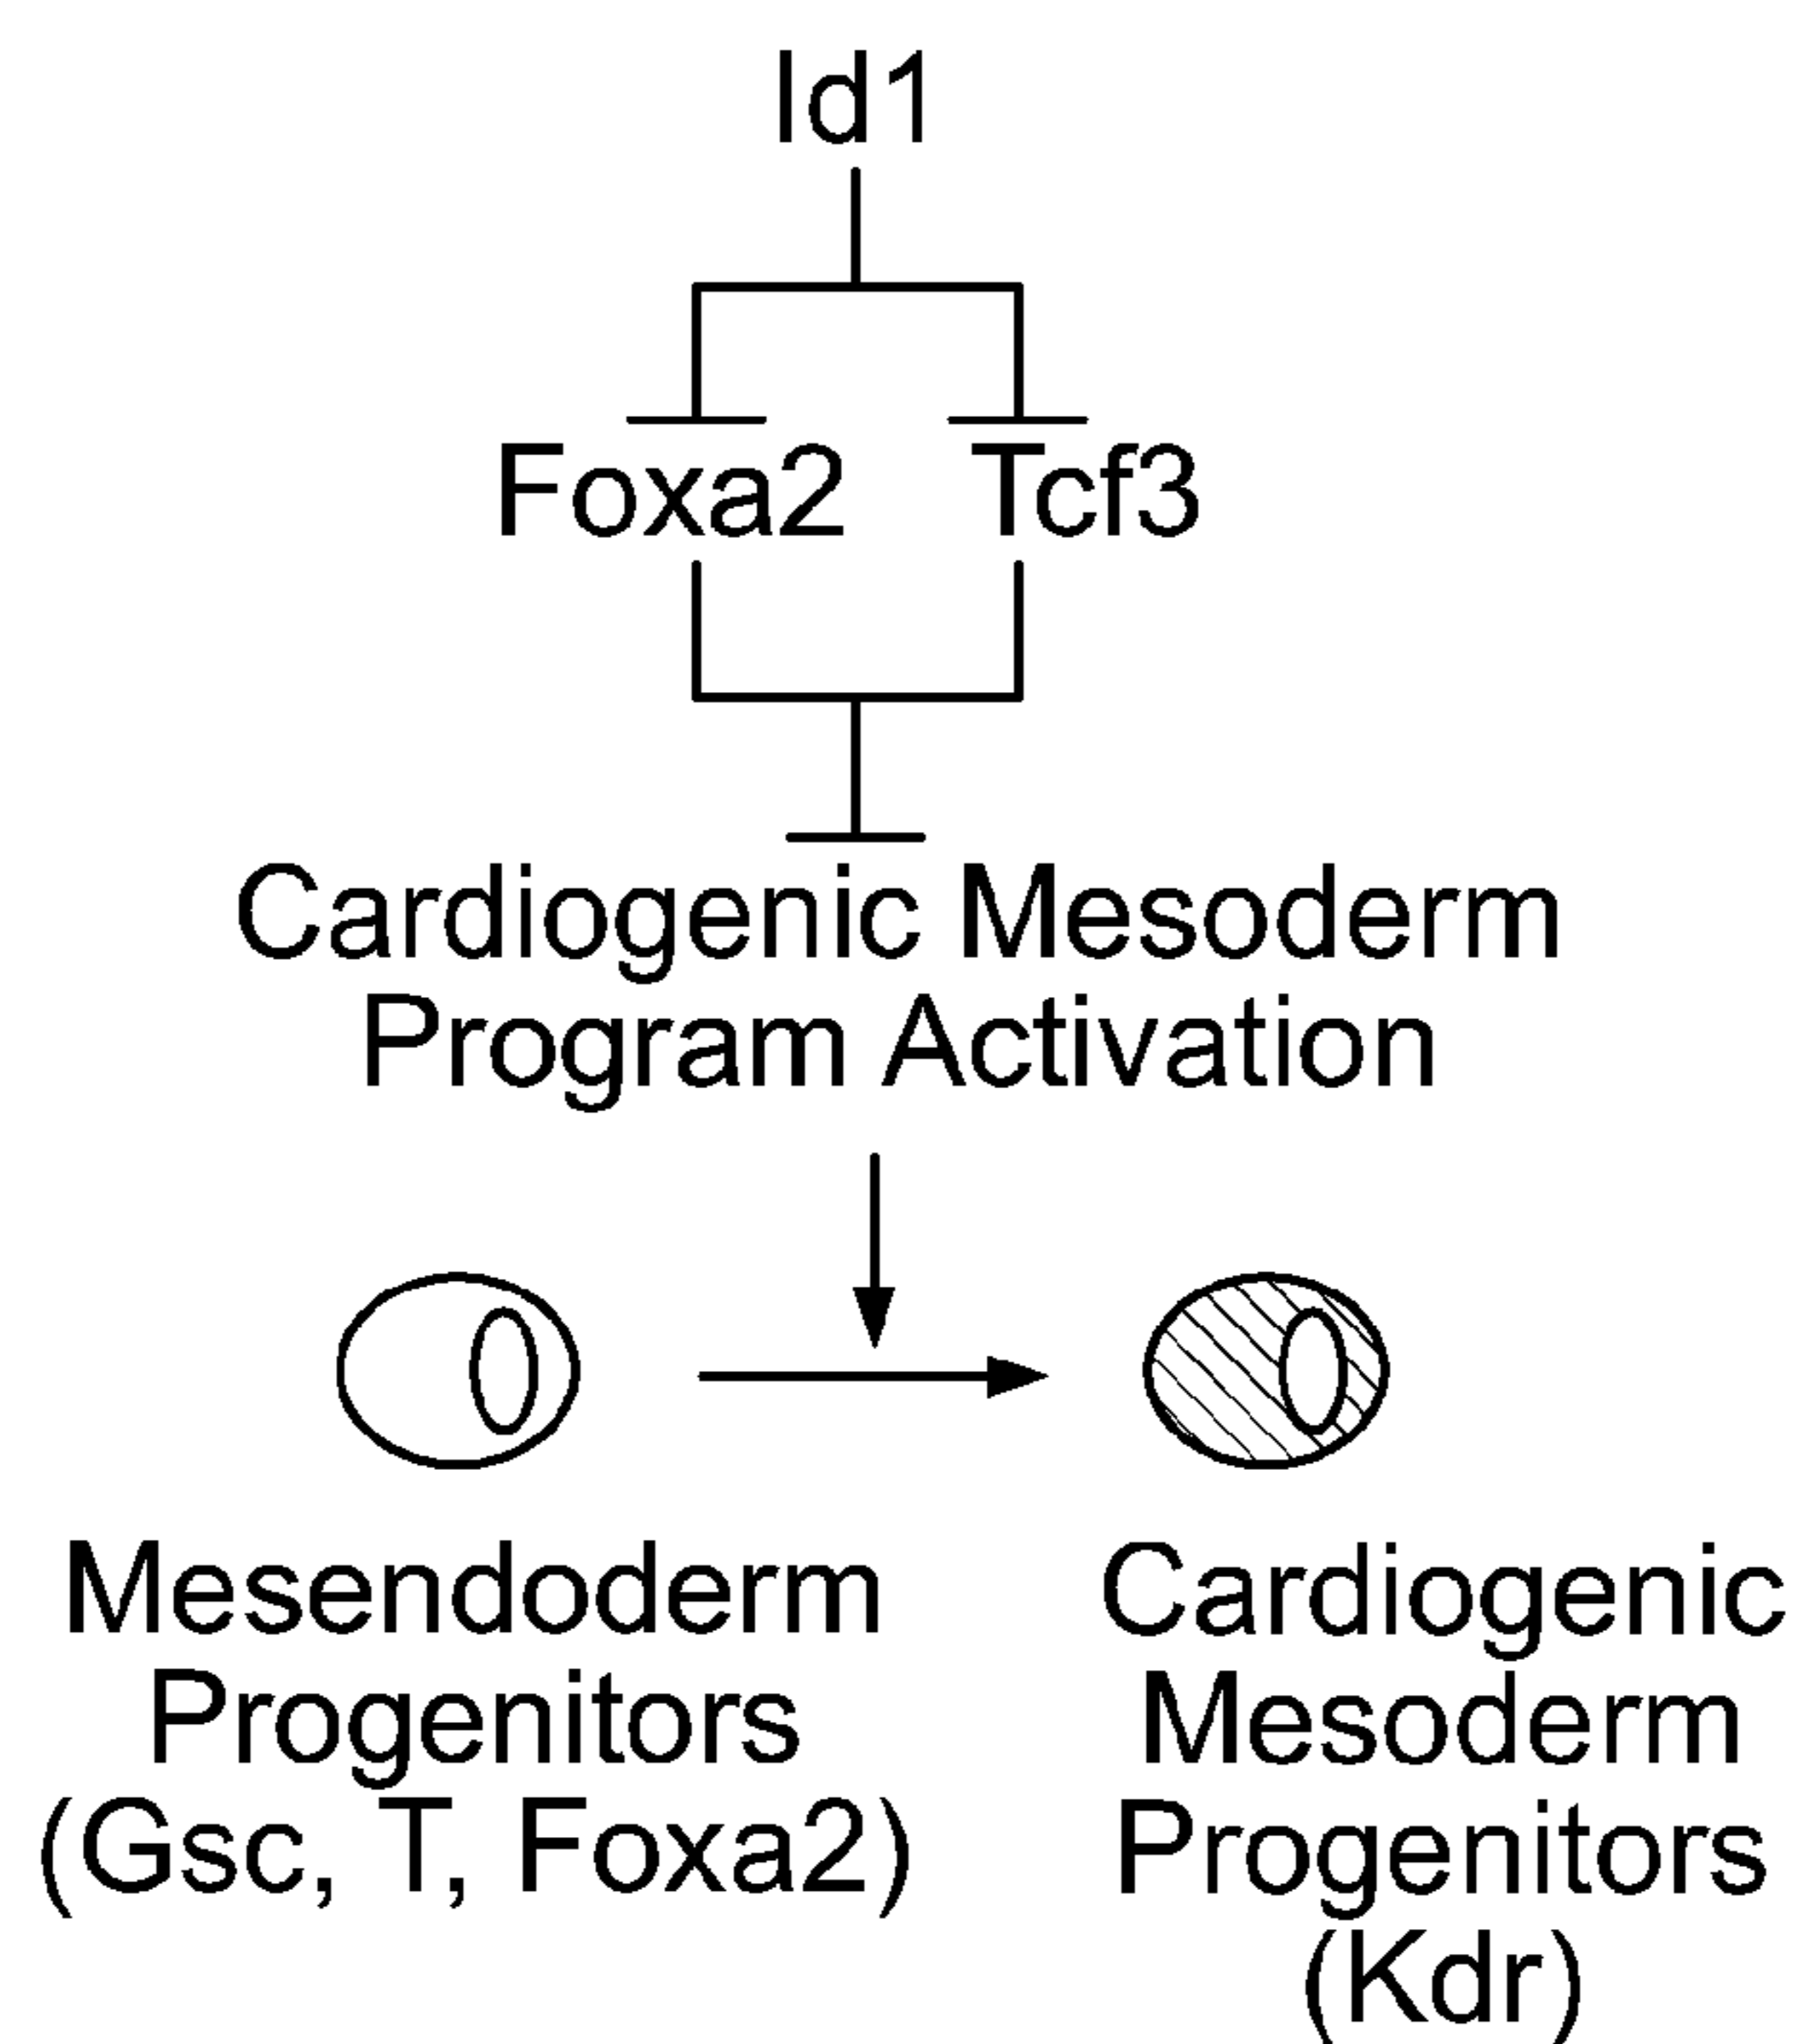 Id1
Foxa2 Tcf3
Cardiogenic Mesoderm
Program Activation
Mesendoderm
Progenitors
(Gsc, T, Foxa2)
Cardiogenic
Mesoderm
Progenitors
(Kdr)